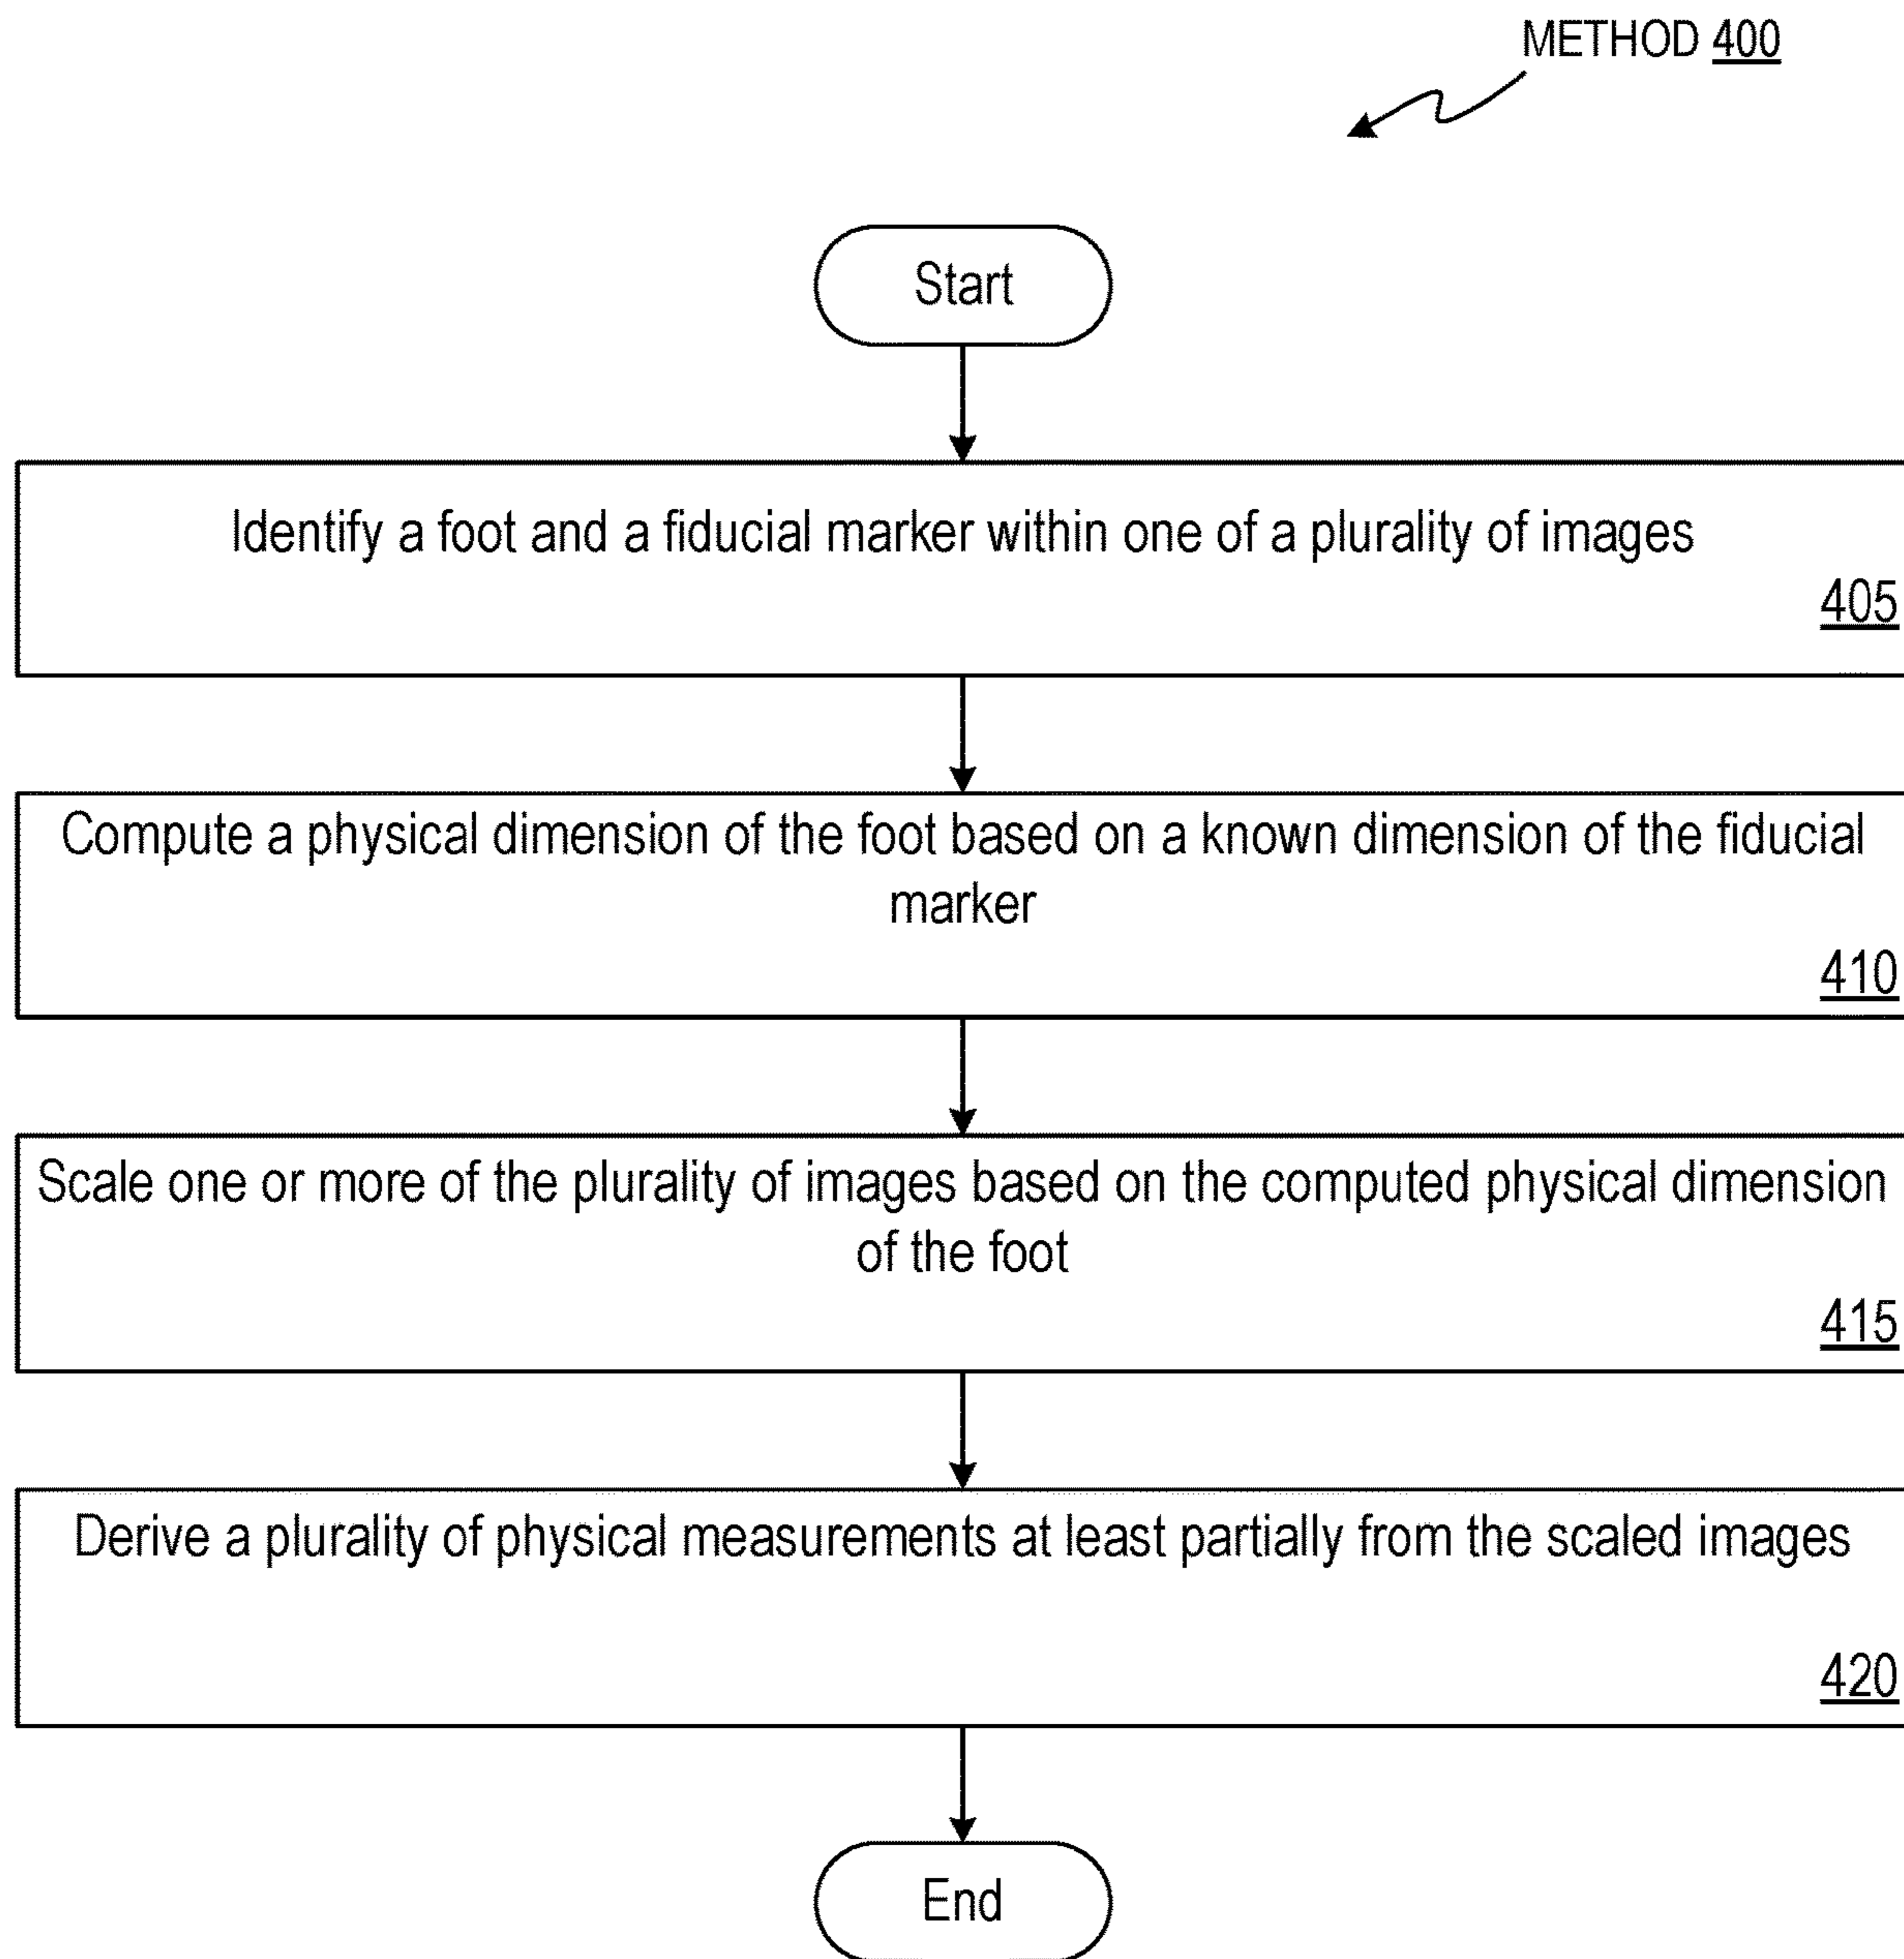 METHOD 400
Start
Identify a foot and a fiducial marker within one of a plurality of images
405
Compute a physical dimension of the foot based on a known dimension of the fiducial
marker
410
Scale one or more of the plurality of images based on the computed physical dimension
of the foot
415
Derive a plurality of physical measurements at least partially from the scaled images
420
End